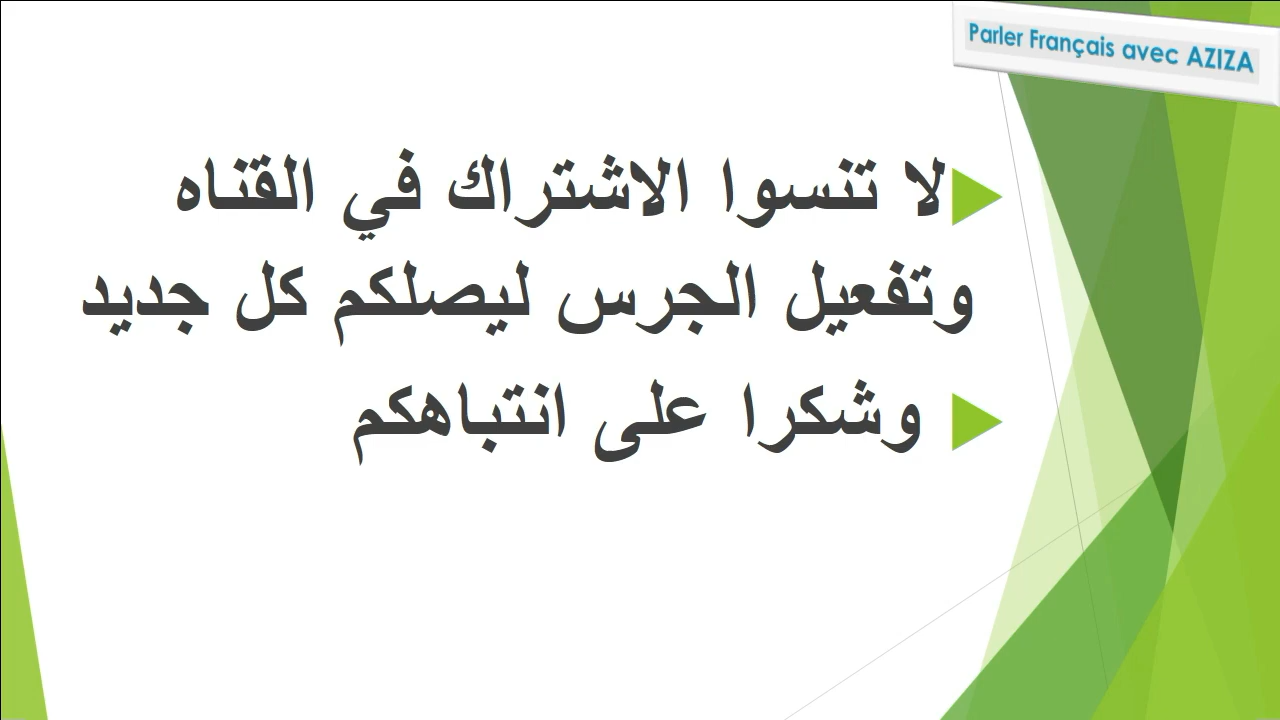 Parler Français avec AZIZA
لا تنسوا الاشتراك في القناه
وتفعيل الجرس ليصلكم كل جديد
وشكرا على انتباهكم